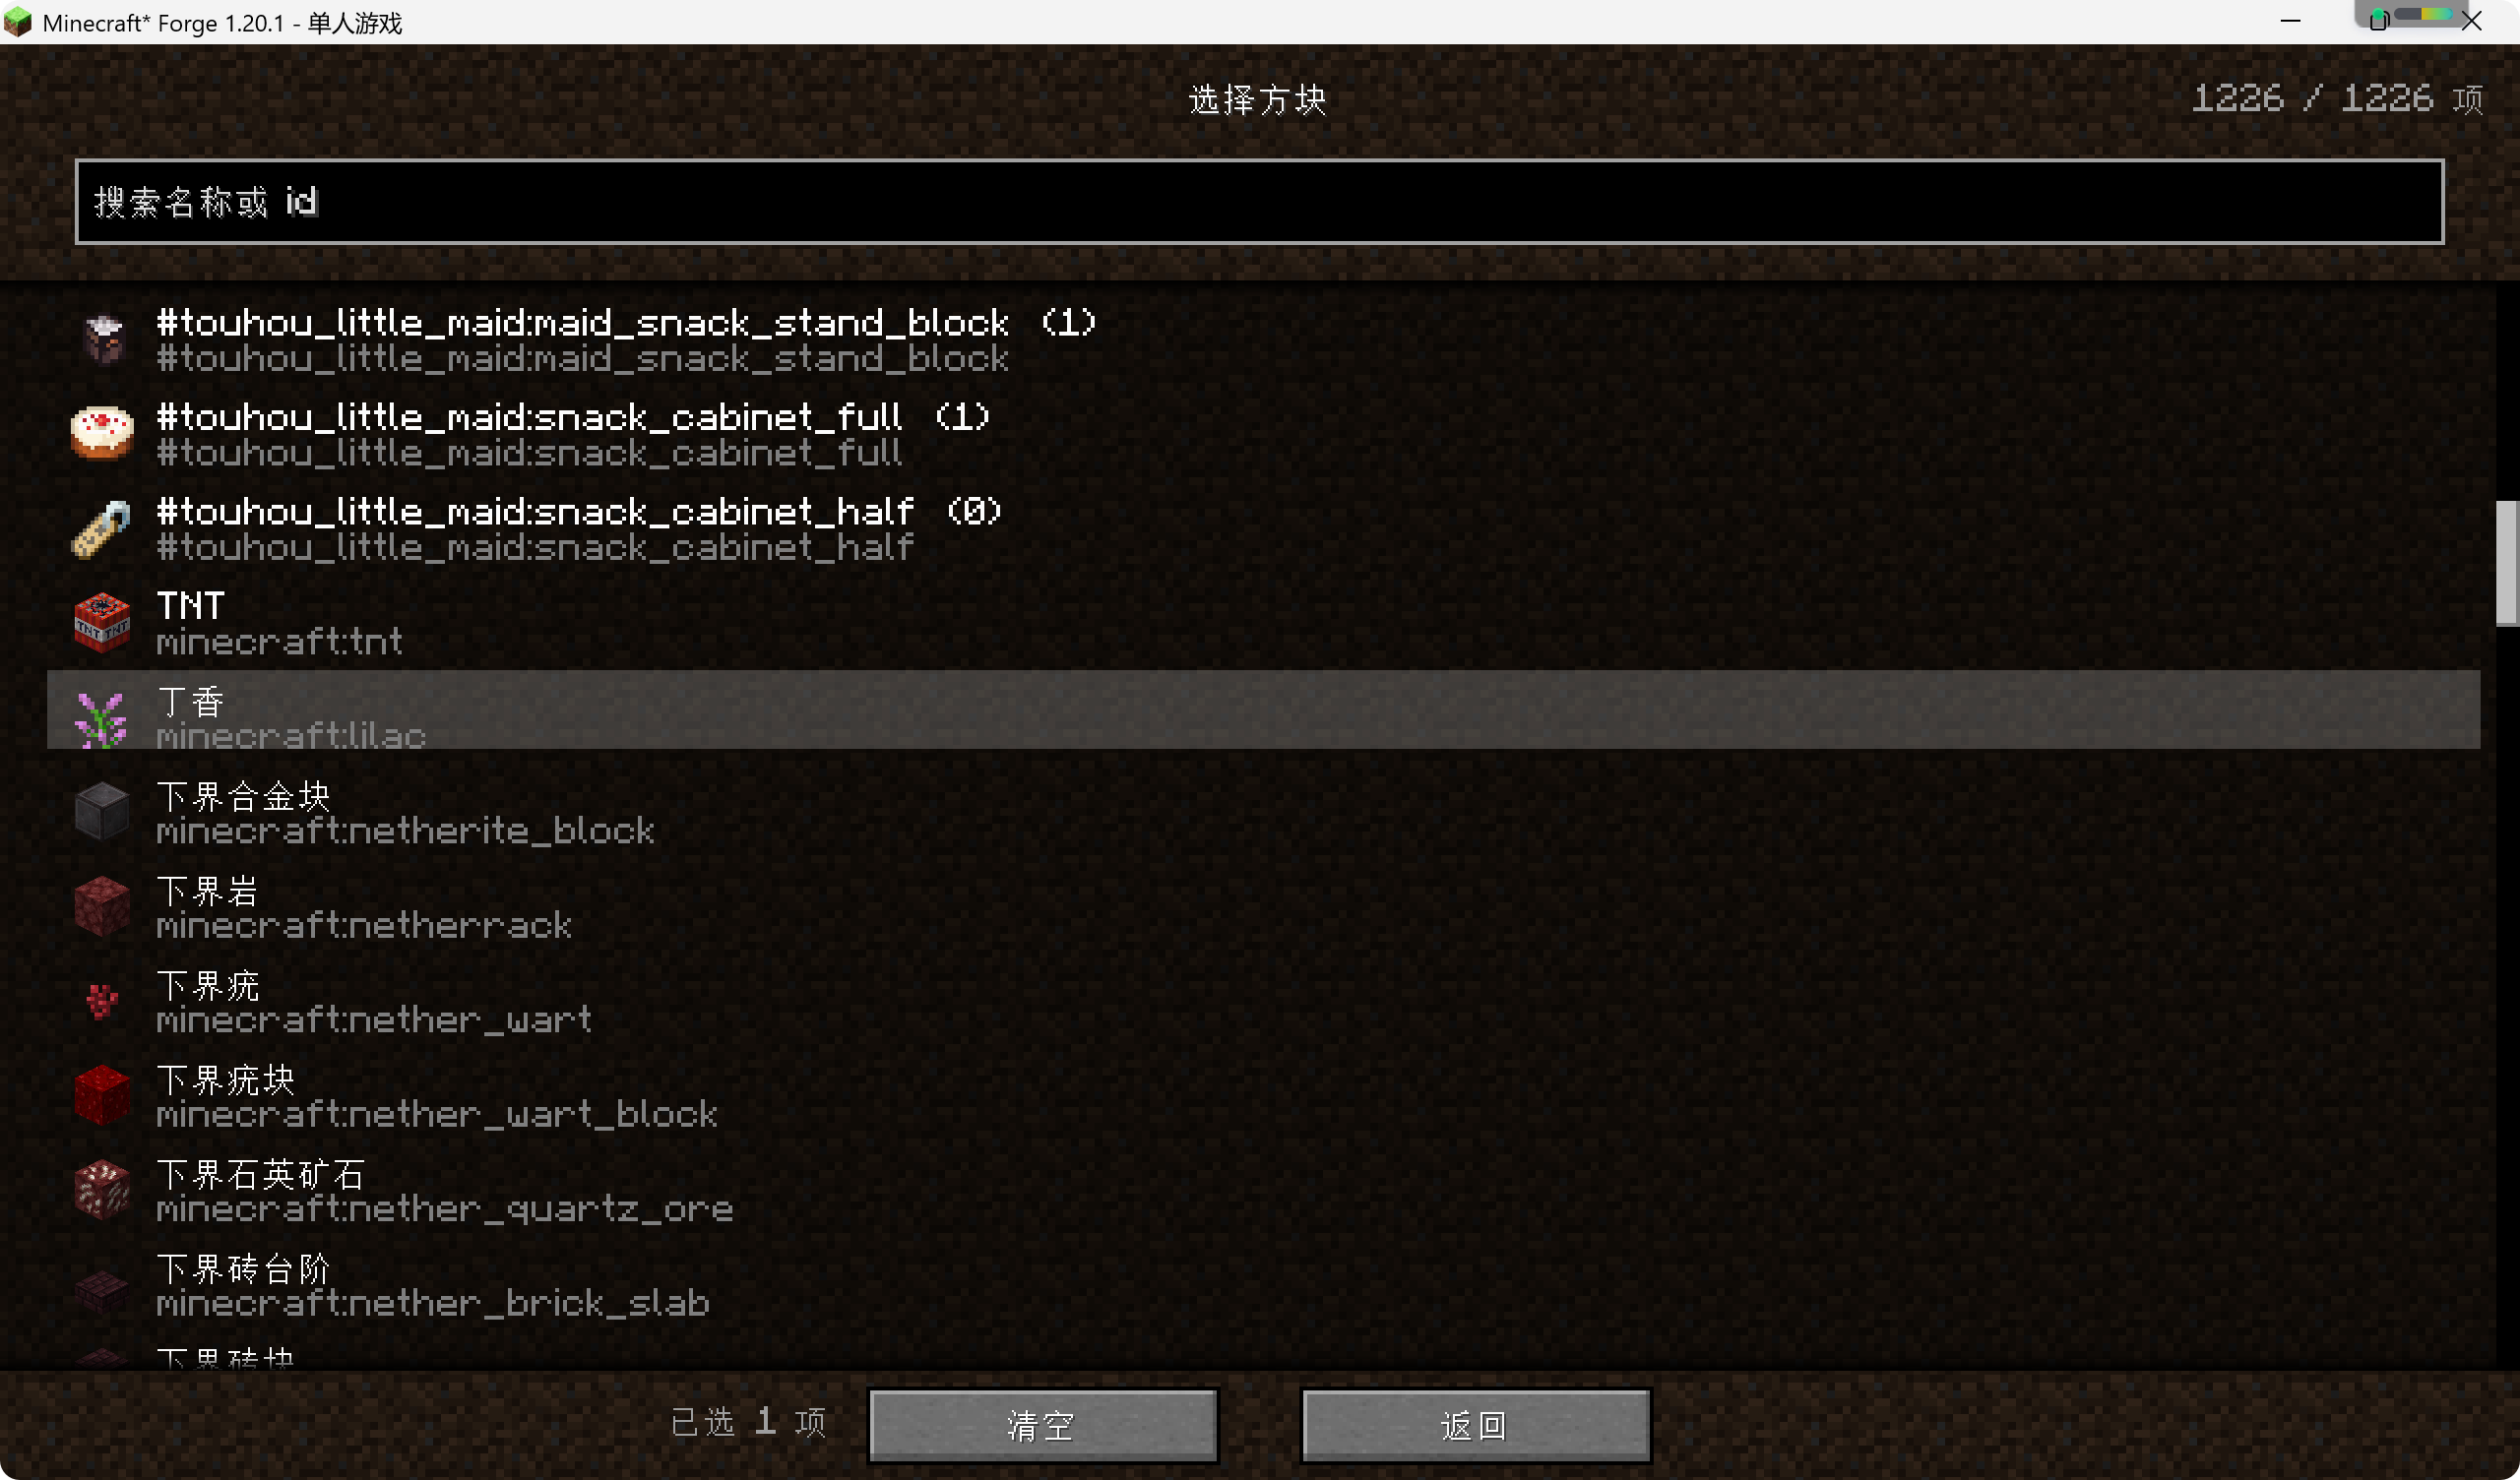 Minecraft* Forge 1.20.1 - 单人游戏
选择方块
1226 / 1226 项
搜索名称或 id
#touhou_little_maid:maid_snack_stand_block (1)
#touhou_little_maid:maid_snack_stand_block
#touhou_little_maid:snack_cabinet_full (1)
#touhou_little_maid:snack_cabinet_full
#touhou_little_maid:snack_cabinet_half (0)
#touhou_little_maid:snack_cabinet_half
TNT
minecraft:tnt
丁香
minecraft:lilac
下界合金块
minecraft:netherite_block
下界岩
minecraft:netherrack
下界疣
minecraft:nether_wart
下界疣块
minecraft:nether_wart_block
下界石英矿石
minecraft:nether_quartz_ore
下界砖台阶
minecraft:nether_brick_slab
下界砖块
已选 1 项
清空
返回